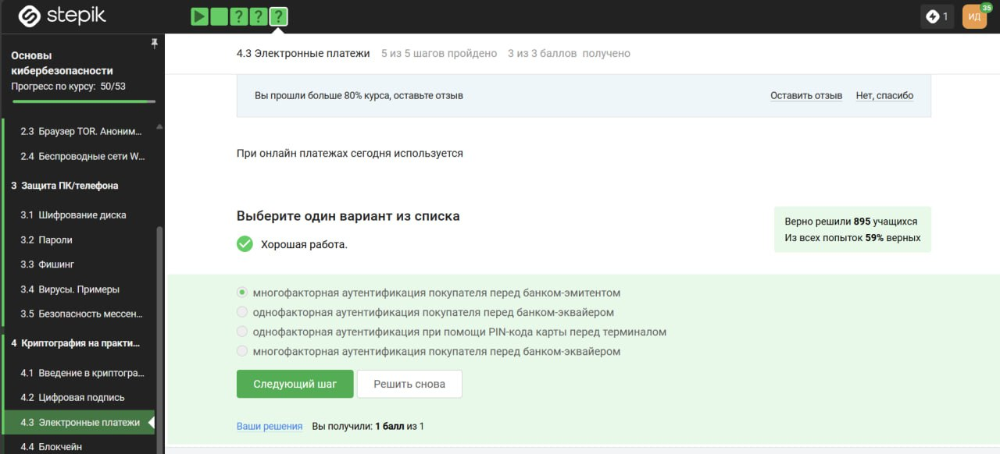 stepik
1
ИД
35
Основы
кибербезопасности
Прогресс по курсу: 50/53
2.3 Браузер TOR. Аноним...
2.4 Беспроводные сети W...
3 Защита ПК/телефона
3.1 Шифрование диска
3.2 Пароли
3.3 Фишинг
3.4 Вирусы. Примеры
3.5 Безопасность мессен...
4 Криптография на практи...
4.1 Введение в криптогра...
4.2 Цифровая подпись
4.3 Электронные платежи
4.4 Блокчейн
4.3 Электронные платежи 5 из 5 шагов пройдено 3 из 3 баллов получено
Вы прошли больше 80% курса, оставьте отзыв Оставить отзыв Нет, спасибо
При онлайн платежах сегодня используется
Выберите один вариант из списка
Хорошая работа.
Верно решили 895 учащихся
Из всех попыток 59% верных
многофакторная аутентификация покупателя перед банком-эмитентом
однофакторная аутентификация покупателя перед банком-эквайером
однофакторная аутентификация при помощи PIN-кода карты перед терминалом
многофакторная аутентификация покупателя перед банком-эквайером
Следующий шаг Решить снова
Ваши решения Вы получили: 1 балл из 1